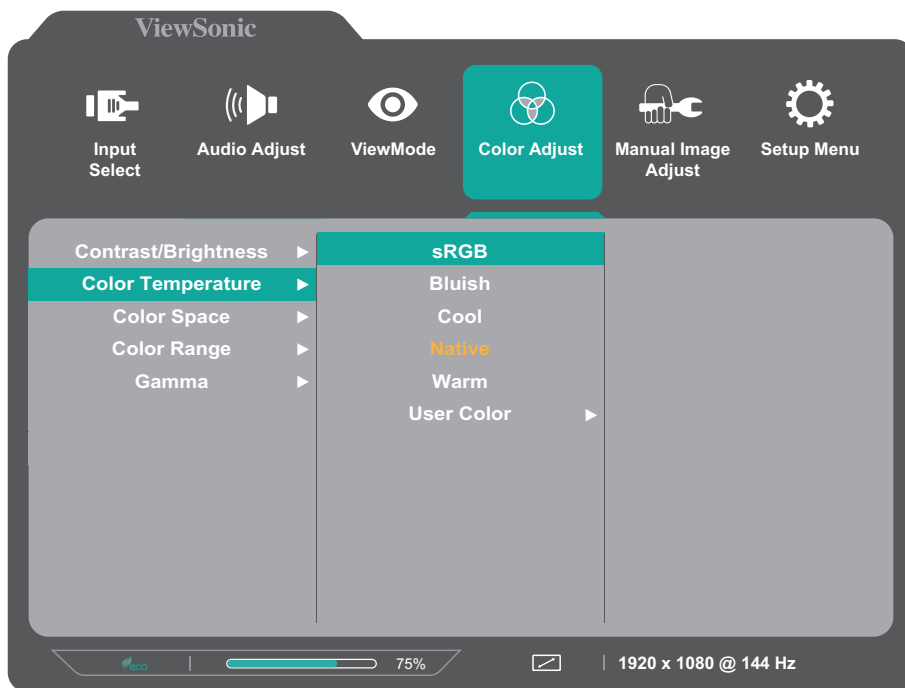 ViewSonic
Input
Select
Audio Adjust
ViewMode
Color Adjust
Manual Image
Adjust
Setup Menu
Contrast/Brightness
Color Temperature
Color Space
Color Range
Gamma
sRGB
Bluish
Cool
Native
Warm
User Color
eco
75%
1920 x 1080 @ 144 Hz